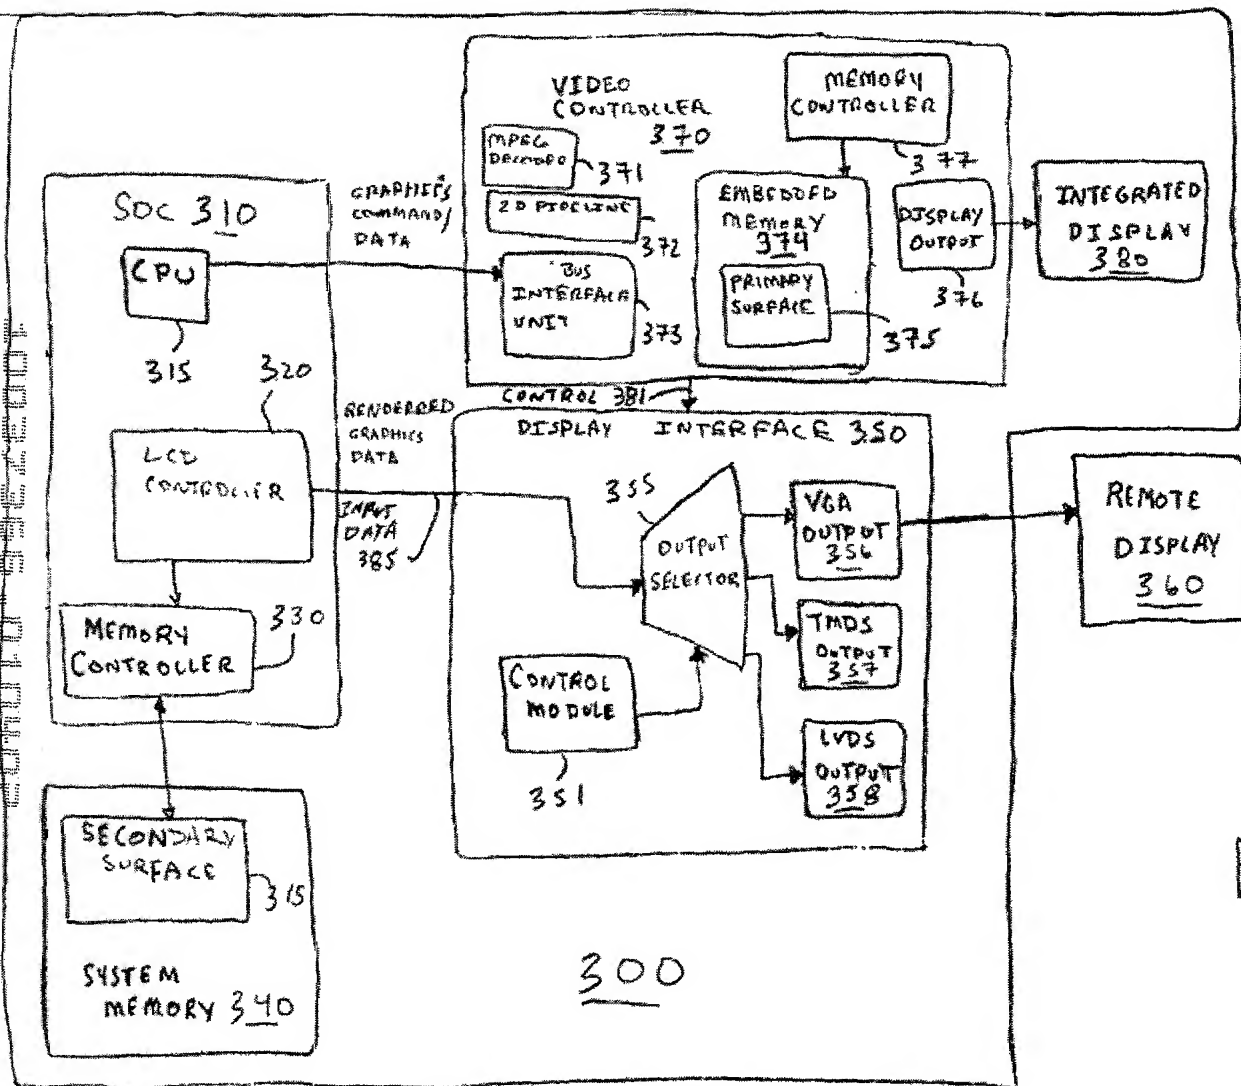 VIDEO
CONTROLLER
370
MEMORY
CONTROLLER
377
MPEG
DECODER
371
2D PIPELINE
372
BUS
INTERFACE
UNIT
373
EMBEDDED
MEMORY
374
PRIMARY
SURFACE
375
DISPLAY
OUTPUT
376
INTEGRATED
DISPLAY
380
SOC 310
CPU
315
GRAPHICS
COMMAND/
DATA
320
LCD
CONTROLLER
RENDERED
GRAPHICS
DATA
INPUT
DATA
385
MEMORY
CONTROLLER
330
CONTROL 381
DISPLAY INTERFACE 350
355
OUTPUT
SELECTOR
VGA
OUTPUT
356
TMDS
OUTPUT
357
LVDS
OUTPUT
358
CONTROL
MODULE
351
REMOTE
DISPLAY
360
SECONDARY
SURFACE
315
SYSTEM
MEMORY 340
300